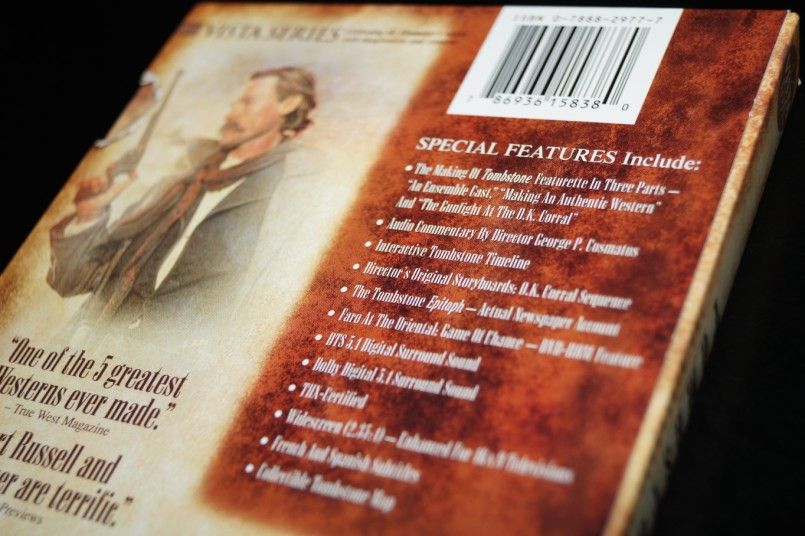 VISTA SERIES
ISBN 0-7888-2977-7
7 86936 15838 0
SPECIAL FEATURES Include:
• The Making Of Tombstone Featurette In Three Parts —
"An Ensemble Cast," "Making An Authentic Western"
And "The Gunfight At The O.K. Corral"
• Audio Commentary By Director George P. Cosmatos
• Interactive Tombstone Timeline
• Director's Original Storyboards: O.K. Corral Sequence
• The Tombstone Epitaph — Actual Newspaper Account
• Faro At The Oriental: Game Of Chance — DVD-ROM Feature
• DTS 5.1 Digital Surround Sound
• Dolby Digital 5.1 Surround Sound
• THX-Certified
• Widescreen (2.35:1) — Enhanced For 16x9 Televisions
• French And Spanish Subtitles
• Collectible Tombstone Map
"One of the 5 greatest
Westerns ever made."
– True West Magazine
rt Russell and
er are terrific."
Previews